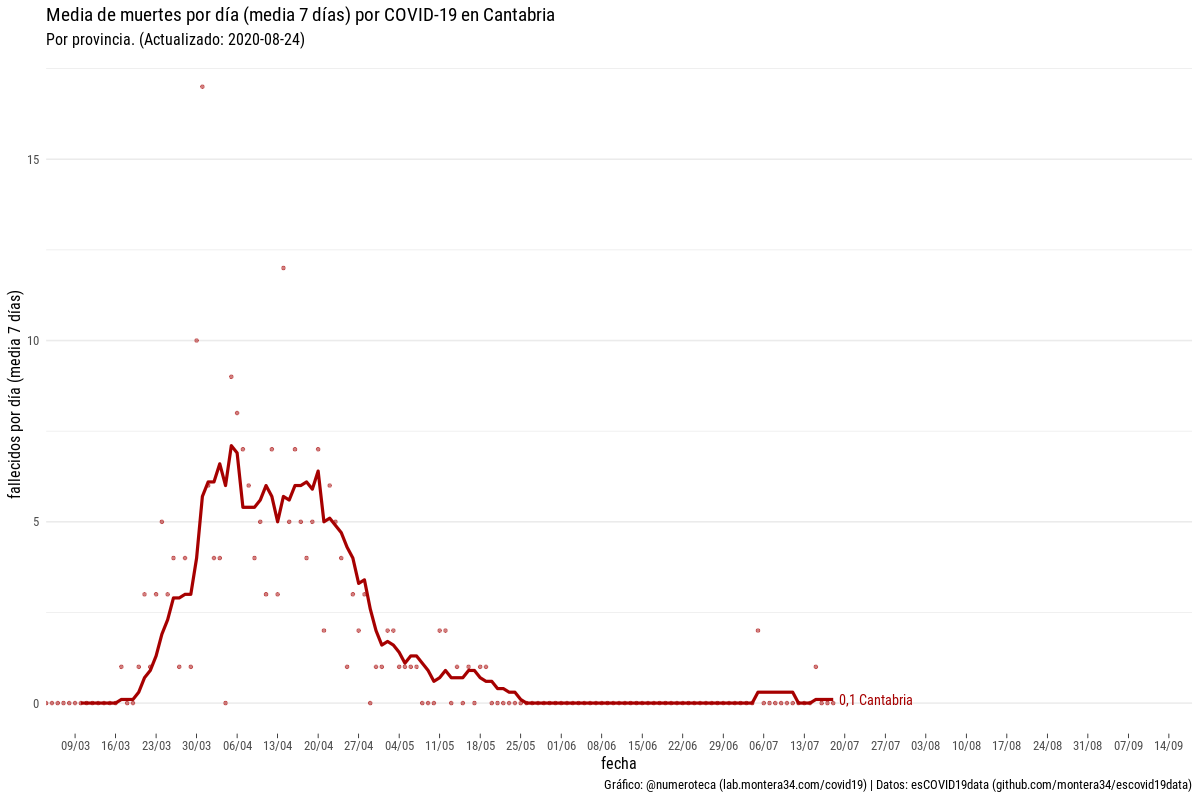 Media de muertes por día (media 7 días) por COVID-19 en Cantabria
Por provincia. (Actualizado: 2020-08-24)
fallecidos por día (media 7 días)
15
10
5
0
0,1 Cantabria
09/03 16/03 23/03 30/03 06/04 13/04 20/04 27/04 04/05 11/05 18/05 25/05 01/06 08/06 15/06 22/06 29/06 06/07 13/07 20/07 27/07 03/08 10/08 17/08 24/08 31/08 07/09 14/09
fecha
Gráfico: @numeroteca (lab.montera34.com/covid19) | Datos: esCOVID19data (github.com/montera34/escovid19data)